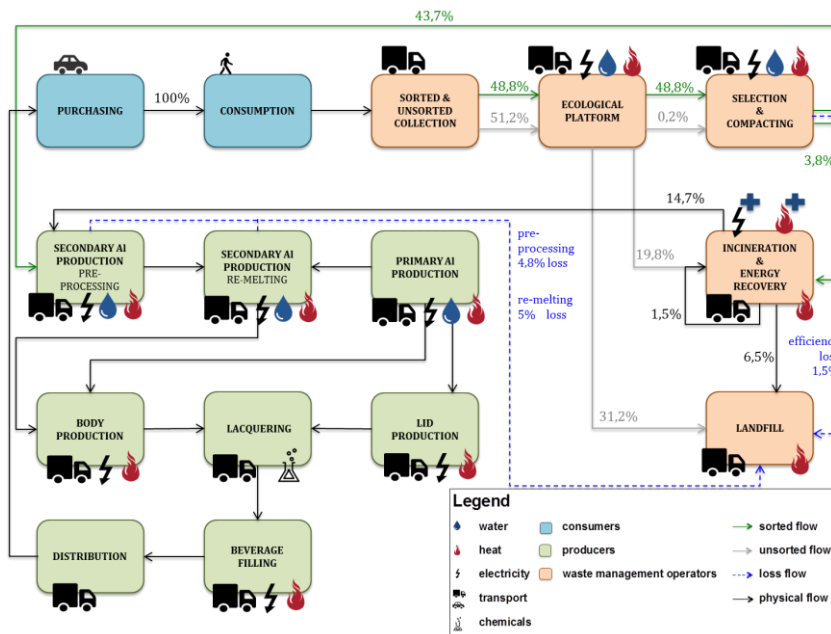 43,7%
PURCHASING
100%
CONSUMPTION
SORTED &
UNSORTED
COLLECTION
48,8%
51,2%
ECOLOGICAL
PLATFORM
48,8%
0,2%
SELECTION
&
COMPACTING
3,8%
14,7%
SECONDARY Al
PRODUCTION
PRE-
PROCESSING
SECONDARY Al
PRODUCTION
RE-MELTING
PRIMARY Al
PRODUCTION
pre-
processing
4,8% loss
re-melting
5% loss
19,8%
INCINERATION
&
ENERGY
RECOVERY
1,5%
6,5%
efficienc
los
1,5%
BODY
PRODUCTION
LACQUERING
LID
PRODUCTION
31,2%
LANDFILL
DISTRIBUTION
BEVERAGE
FILLING
Legend
water
consumers
sorted flow
heat
producers
unsorted flow
electricity
waste management operators
loss flow
transport
physical flow
chemicals